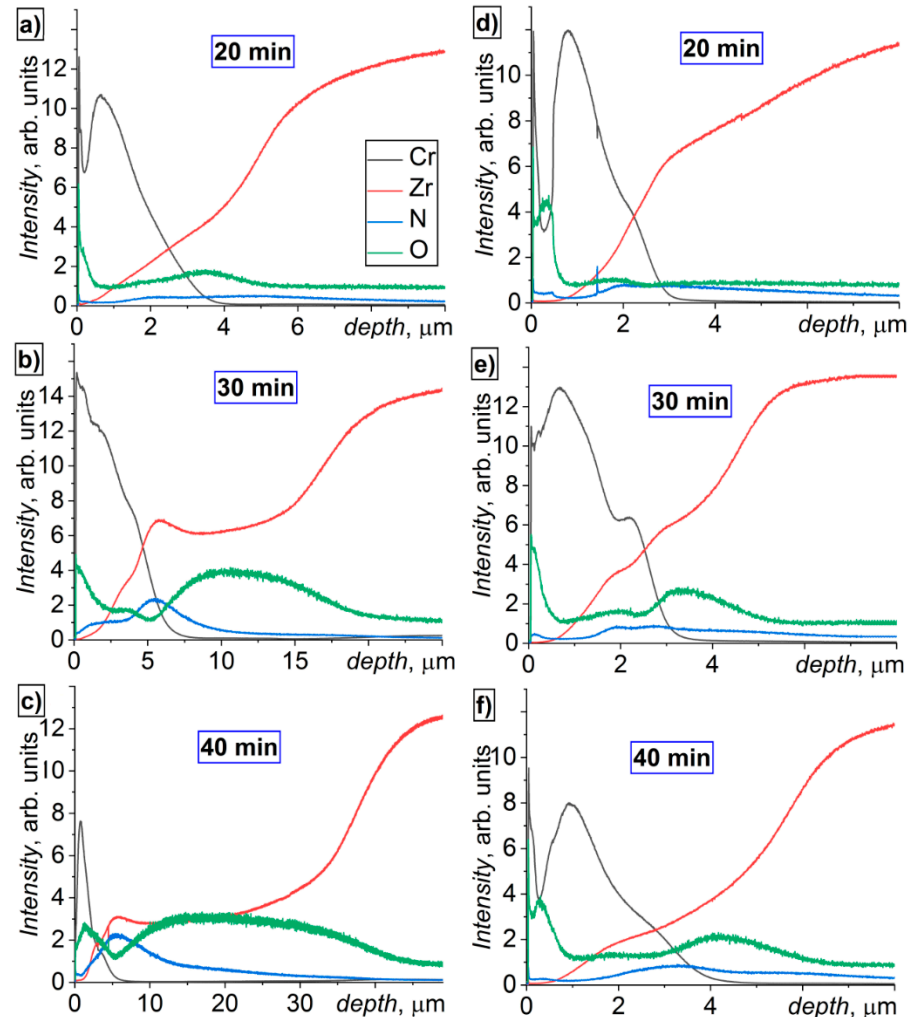 a)
20 min
Intensity, arb. units
12
10
8
6
4
2
0
Cr
Zr
N
O
0 2 4 6 depth, μm
d)
20 min
Intensity, arb. units
10
8
6
4
2
0
0 2 4 depth, μm
b)
30 min
Intensity, arb. units
14
12
10
8
6
4
2
0
0 5 10 15 depth, μm
e)
30 min
Intensity, arb. units
12
10
8
6
4
2
0
0 2 4 depth, μm
c)
40 min
Intensity, arb. units
12
10
8
6
4
2
0
0 10 20 30 depth, μm
f)
40 min
Intensity, arb. units
10
8
6
4
2
0
0 2 4 depth, μm